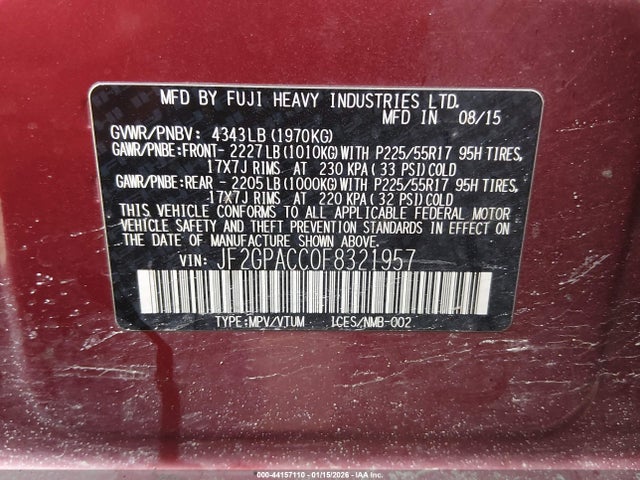 MFD BY FUJI HEAVY INDUSTRIES LTD.
MFD IN 08/15
GVWR/PNBV: 4343LB(1970KG)
GAWR/PNBE:FRONT- 2227LB(1010KG)WITH P225/55R17 95H TIRES,
17X7J RIMS AT 230 KPA( 33 PSI)COLD
GAWR/PNBE:REAR - 2205LB(1000KG)WITH P225/55R17 95H TIRES,
17X7J RIMS AT 220 KPA( 32 PSI)COLD
THIS VEHICLE CONFORMS TO ALL APPLICABLE FEDERAL MOTOR
VEHICLE SAFETY AND THEFT PREVENTION STANDARDS IN EFFECT
ON THE DATE OF MANUFACTURE SHOWN ABOVE.
VIN: JF2GPACC0F8321957
TYPE:MPV/VTUM ICES/NMB-002
000-44157110 - 01/15/2026 - IAAI.CA